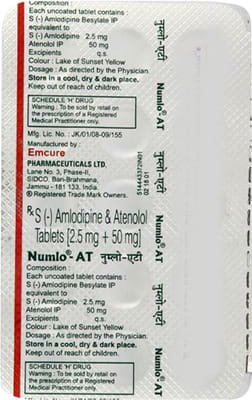 Composition :
Each uncoated tablet contains :
S (-) Amlodipine Besylate IP
equivalent to
S (-) Amlodipine 2.5 mg
Atenolol IP 50 mg
Excipients q.s.
Colour : Lake of Sunset Yellow
Dosage : As directed by the Physician.
Store in a cool, dry & dark place.
Keep out of reach of children.
SCHEDULE 'H' DRUG
Warning : To be sold by retail on
the prescription of a Registered
Medical Practitioner only.
Mfg. Lic. No. : JK/01/08-09/155
Manufactured by :
Emcure
PHARMACEUTICALS LTD.
Lane No. 3, Phase-II,
SIDCO, Bari-Brahmana,
Jammu - 181 133. India.
® Registered Trade Mark Owners.
Numlo®-AT नुम्लो-एटी
02 18 01
Rx S (-) Amlodipine & Atenolol
Tablets [2.5 mg + 50 mg]
Numlo®-AT नुम्लो-एटी
Composition :
Each uncoated tablet contains :
S (-) Amlodipine Besylate IP
equivalent to
S (-) Amlodipine 2.5 mg
Atenolol IP 50 mg
Excipients q.s.
Colour : Lake of Sunset Yellow
Dosage : As directed by the Physician.
Store in a cool, dry & dark place.
Keep out of reach of children.
SCHEDULE 'H' DRUG
Warning : To be sold by retail on
the prescription of a Registered
Medical Practitioner only.